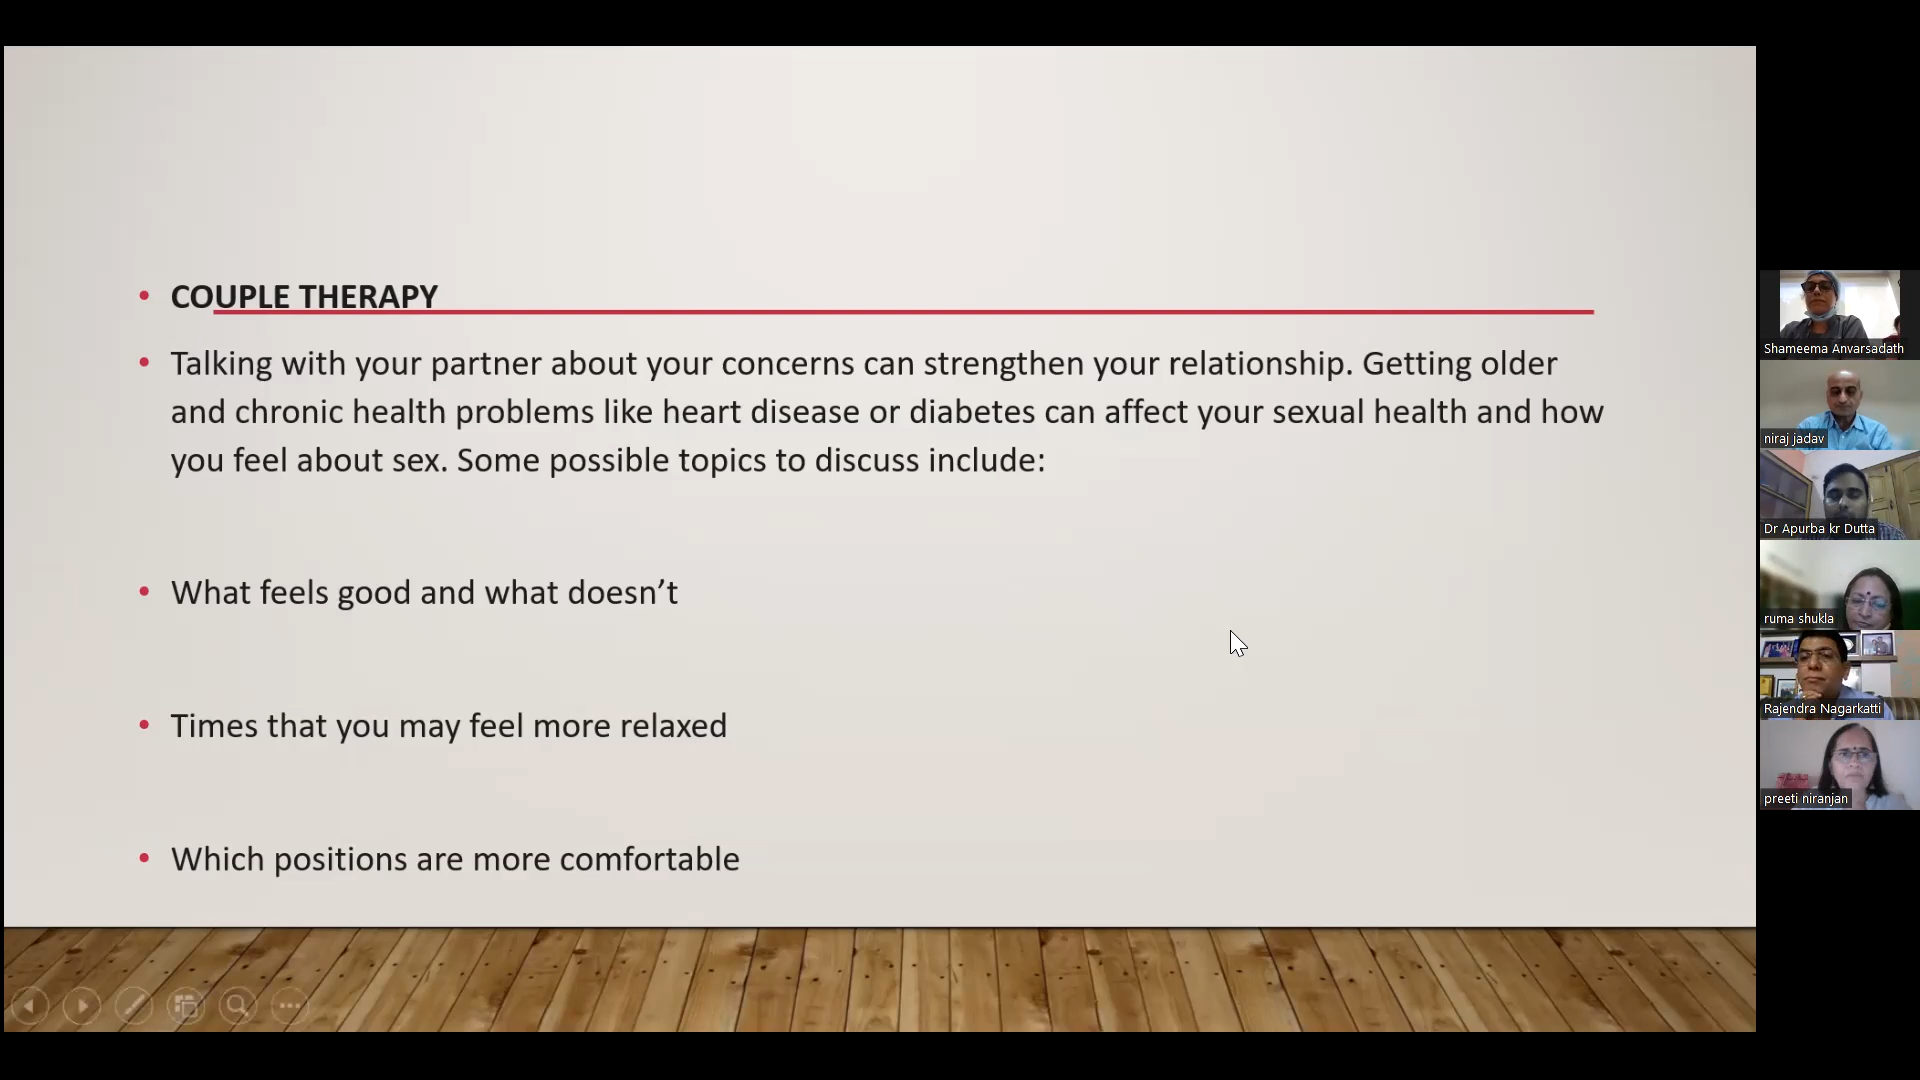 • COUPLE THERAPY
• Talking with your partner about your concerns can strengthen your relationship. Getting older
and chronic health problems like heart disease or diabetes can affect your sexual health and how
you feel about sex. Some possible topics to discuss include:
• What feels good and what doesn’t
• Times that you may feel more relaxed
• Which positions are more comfortable
Shameema Anvarsadath
niraj jadav
Dr Apurba kr Dutta
ruma shukla
Rajendra Nagarkatti
preeti niranjan